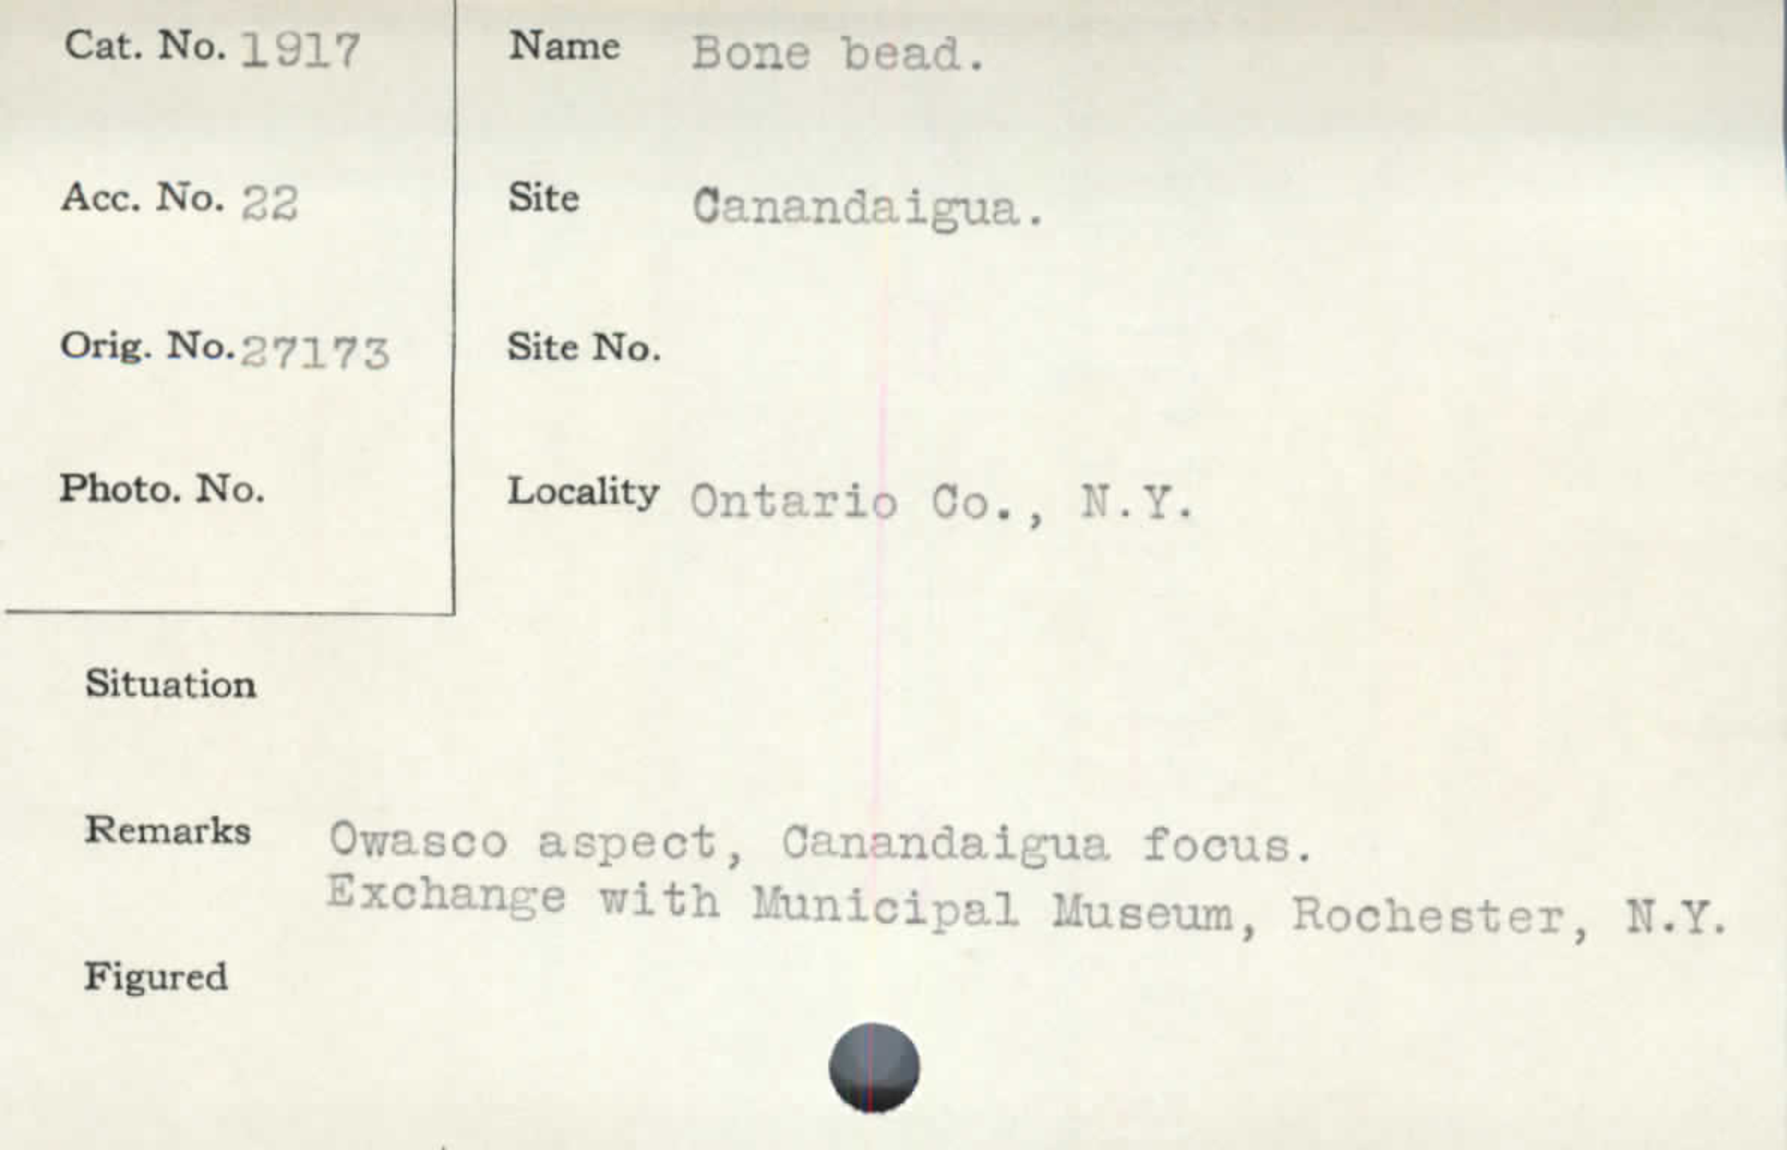 Cat. No. 1917
Name Bone bead.
Acc. No. 22
Site Canandaigua.
Orig. No. 27173
Site No.
Photo. No.
Locality Ontario Co., N.Y.
Situation
Remarks Owasco aspect, Canandaigua focus.
Exchange with Municipal Museum, Rochester, N.Y.
Figured